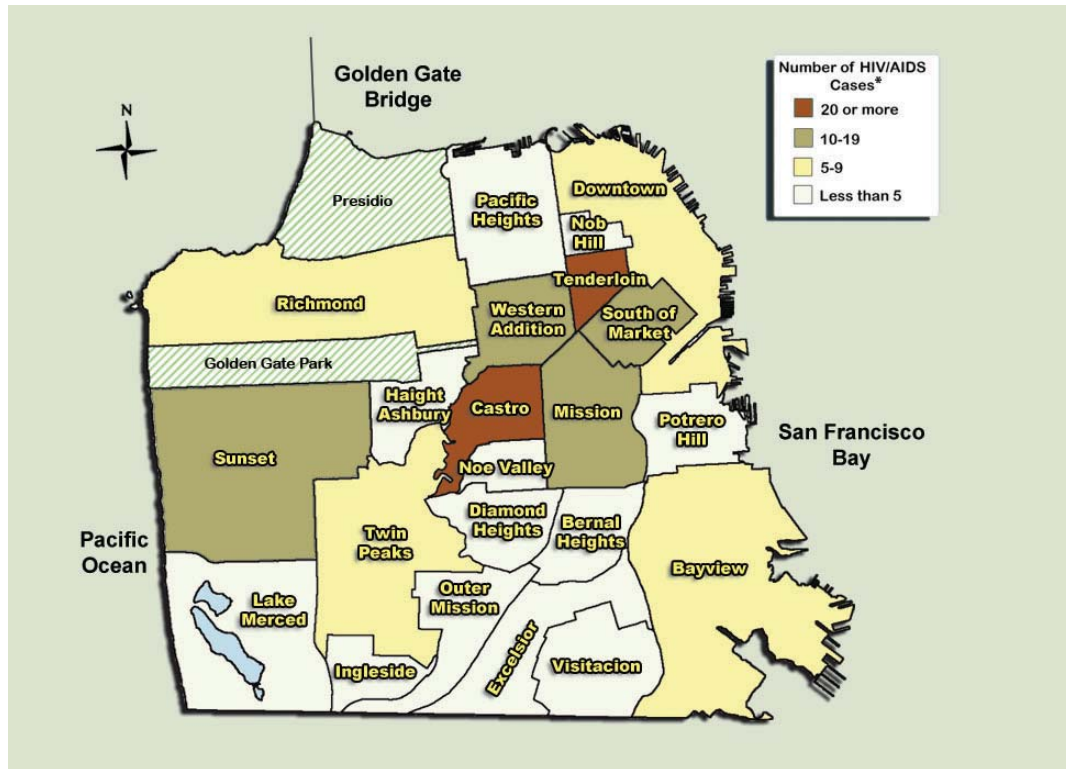 Golden Gate
Bridge
N
Number of HIV/AIDS
Cases*
20 or more
10-19
5-9
Less than 5
Presidio
Pacific
Heights
Downtown
Nob
Hill
Tenderloin
Richmond
Western
Addition
South of
Market
Golden Gate Park
Haight
Ashbury
Castro
Mission
Potrero
Hill
San Francisco
Bay
Sunset
Noe Valley
Diamond
Heights
Bernal
Heights
Twin
Peaks
Pacific
Ocean
Bayview
Lake
Merced
Outer
Mission
Ingleside
Excelsior
Visitacion